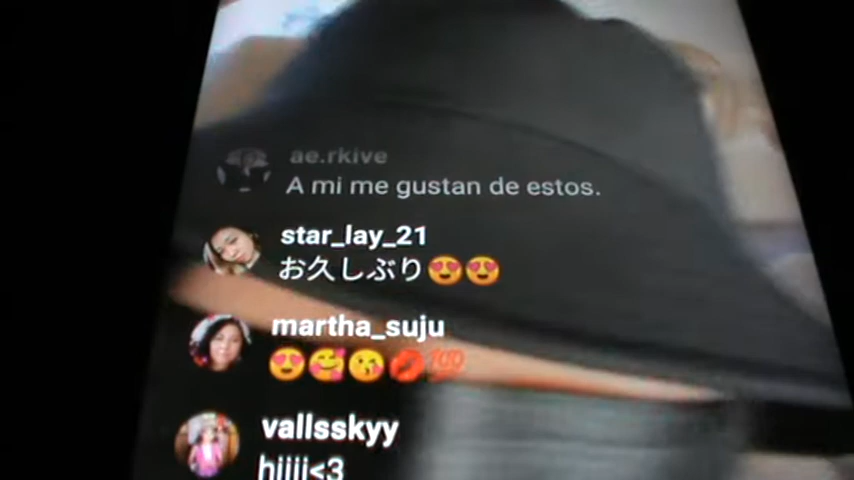 ae.rkive
A mi me gustan de estos.
star_lay_21
お久しぶり😍😍
martha_suju
😍🥰😘💋💯
vallsskyy
hiiii<3